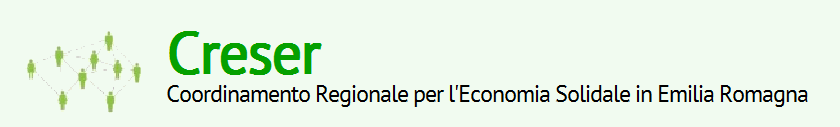 Creser
Coordinamento Regionale per l'Economia Solidale in Emilia Romagna